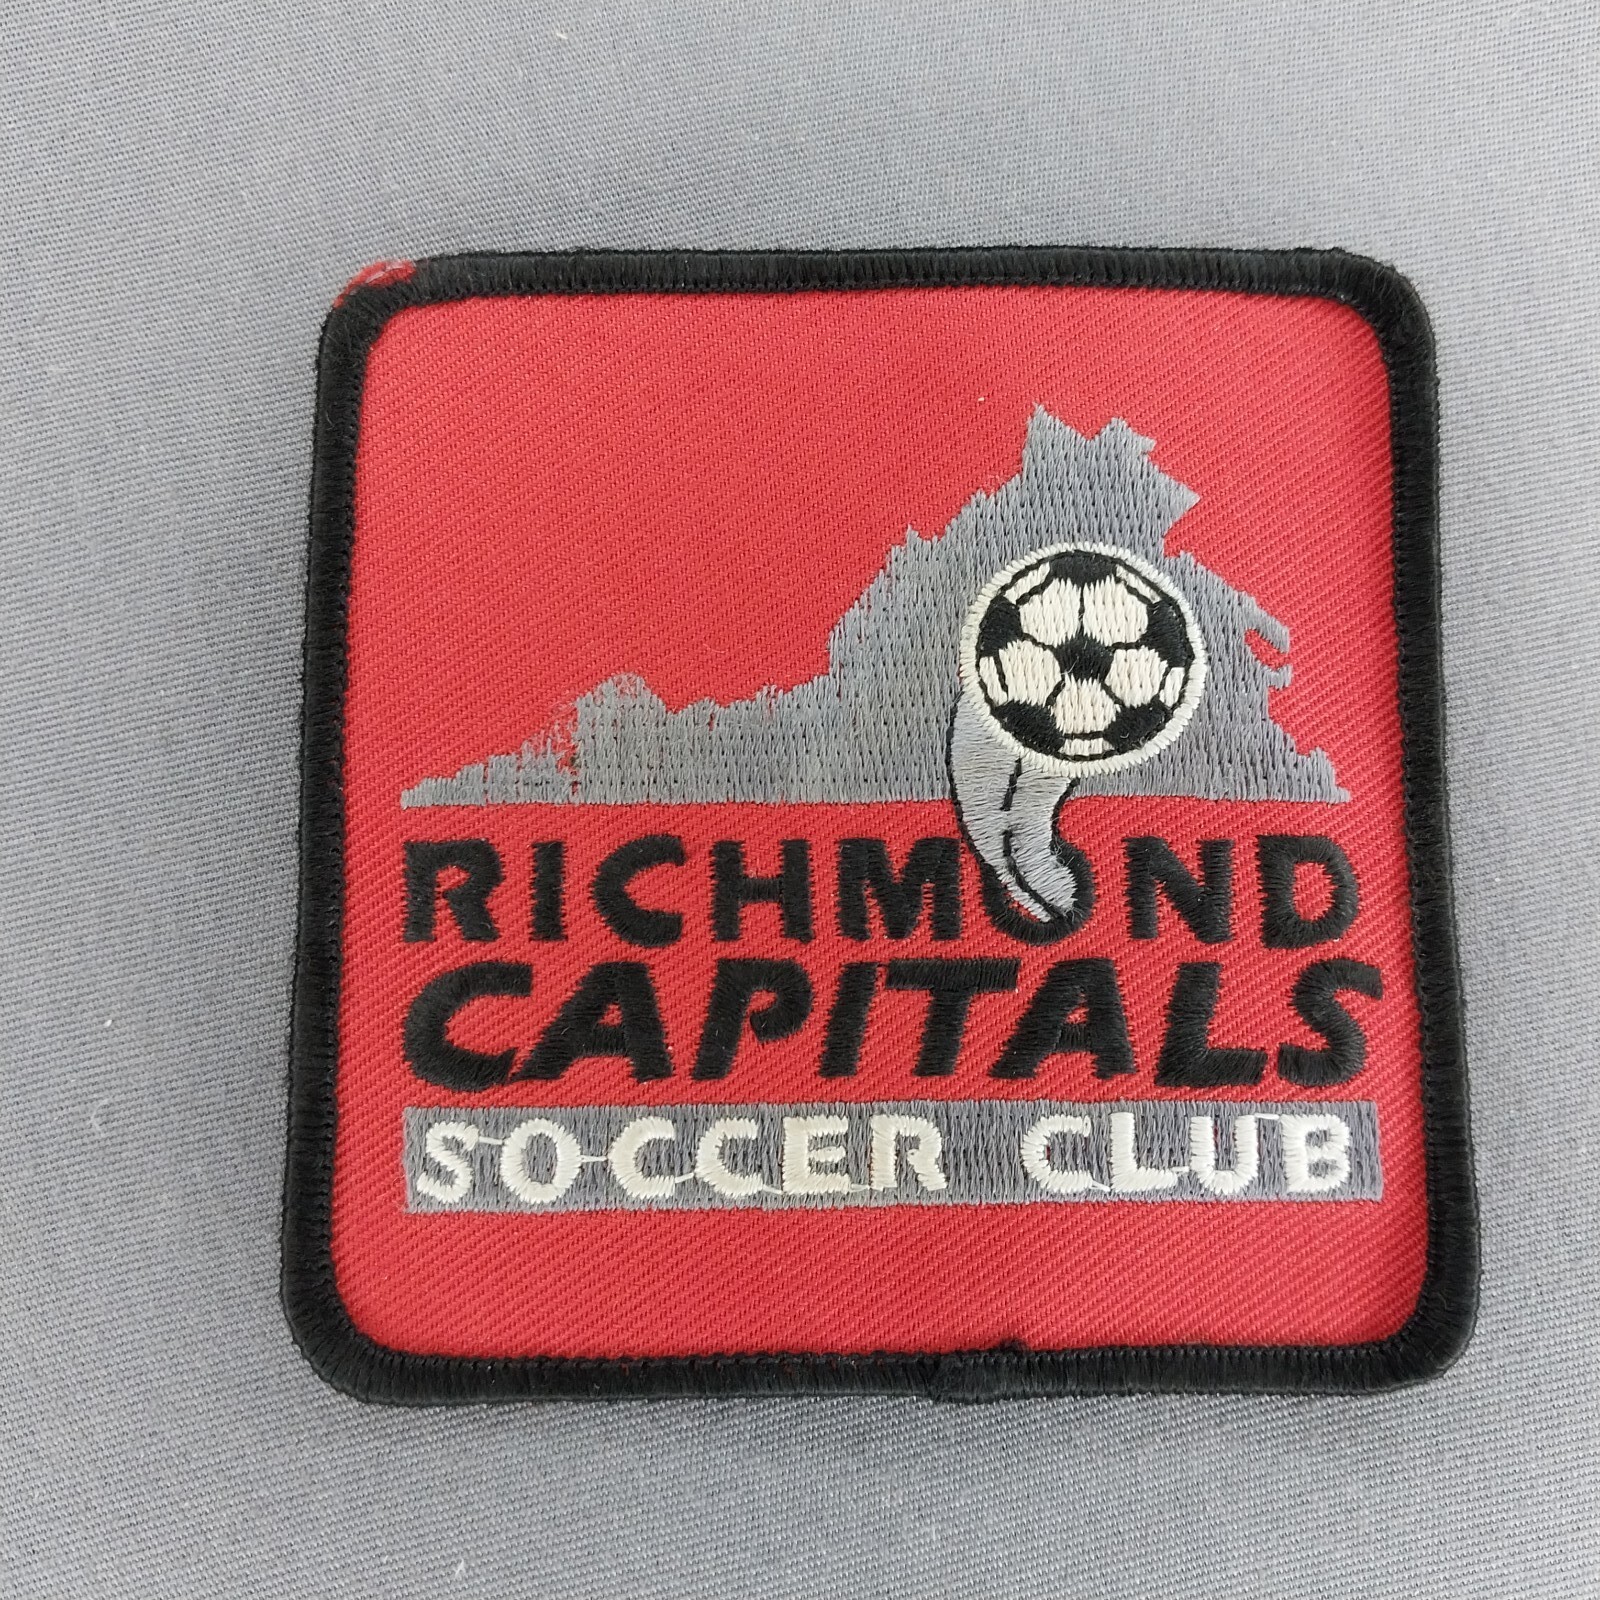 RICHMOND
CAPITALS
SOCCER CLUB